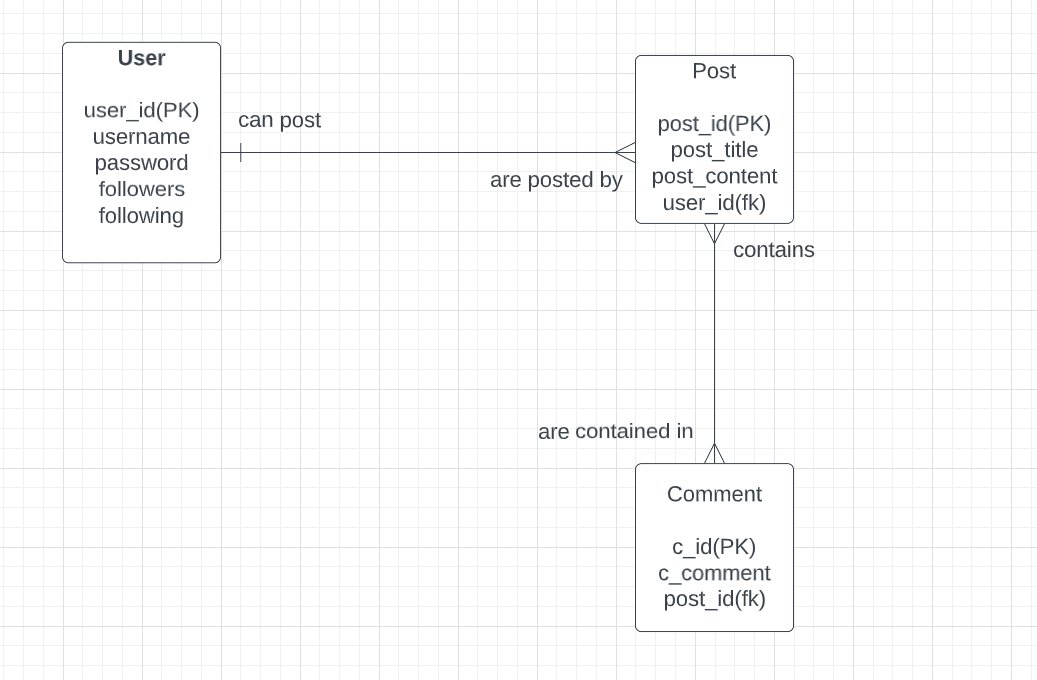 User
user_id(PK)
username
password
followers
following
can post
are posted by
Post
post_id(PK)
post_title
post_content
user_id(fk)
contains
are contained in
Comment
c_id(PK)
c_comment
post_id(fk)